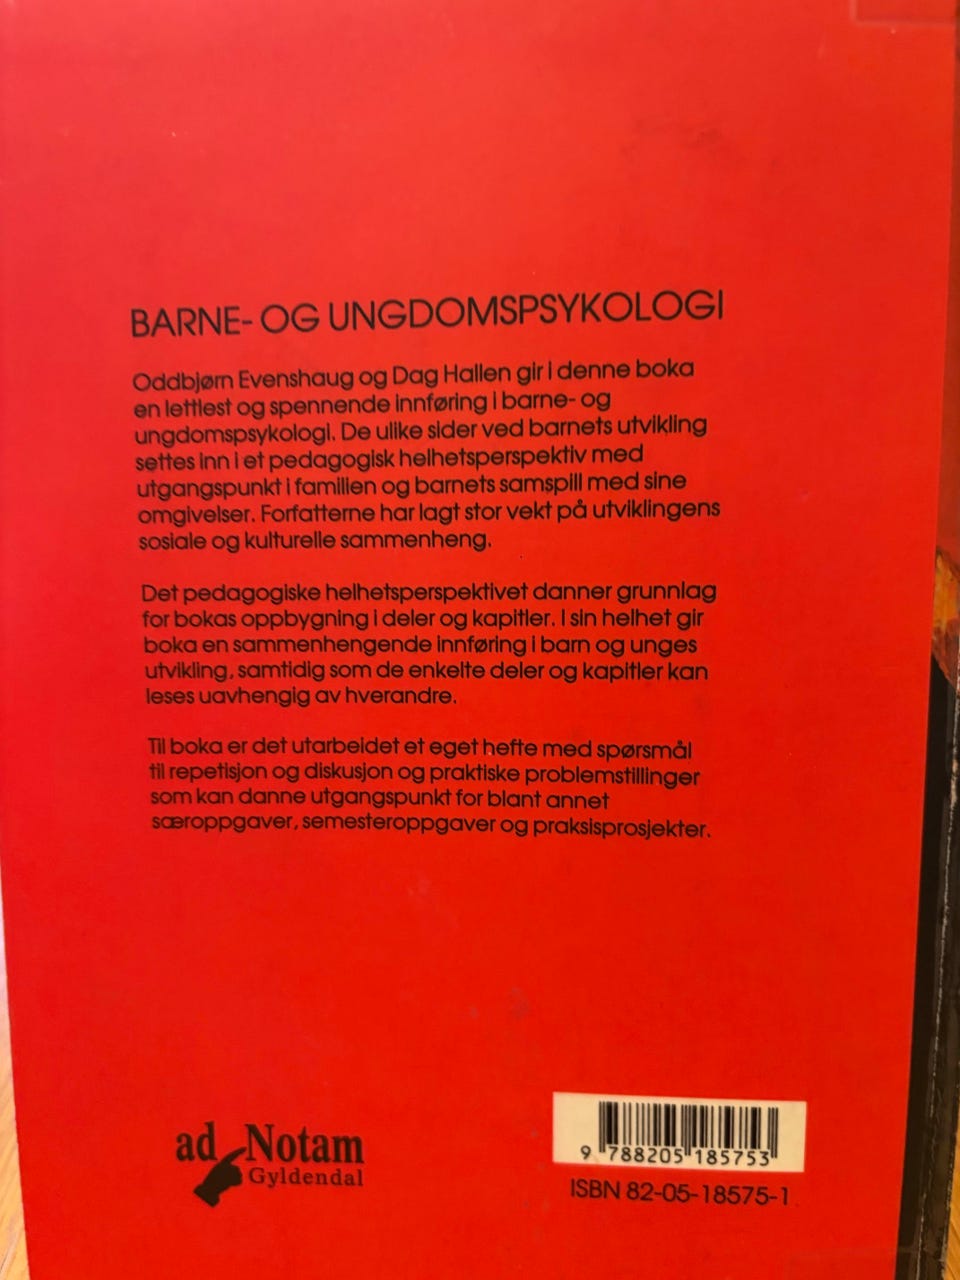 BARNE- OG UNGDOMSPSYKOLOGI
Oddbjørn Evenshaug og Dag Hallen gir i denne boka
en lettlest og spennende innføring i barne- og
ungdomspsykologi. De ulike sider ved barnets utvikling
settes inn i et pedagogisk helhetsperspektiv med
utgangspunkt i familien og barnets samspill med sine
omgivelser. Forfatterne har lagt stor vekt på utviklingens
sosiale og kulturelle sammenheng.
Det pedagogiske helhetsperspektivet danner grunnlag
for bokas oppbygning i deler og kapitler. I sin helhet gir
boka en sammenhengende innføring i barn og unges
utvikling, samtidig som de enkelte deler og kapitler kan
leses uavhengig av hverandre.
Til boka er det utarbeidet et eget hefte med spørsmål
til repetisjon og diskusjon og praktiske problemstillinger
som kan danne utgangspunkt for blant annet
særoppgaver, semesteroppgaver og praksisprosjekter.
ad Notam
Gyldendal
9 788205 185753
ISBN 82-05-18575-1